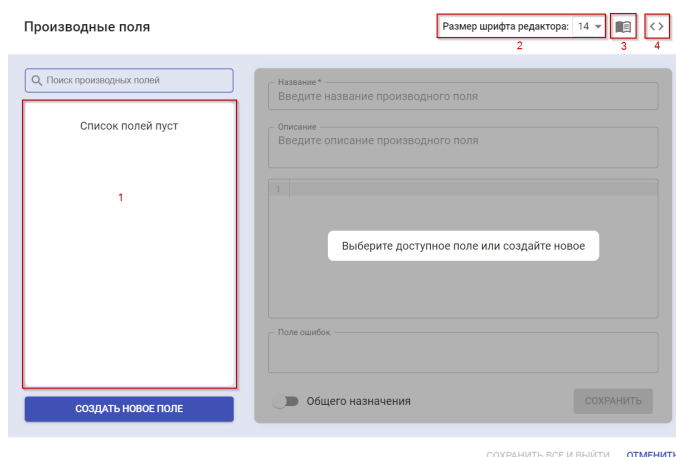 Производные поля
Размер шрифта редактора: 14
2
3
4
Поиск производных полей
Список полей пуст
1
СОЗДАТЬ НОВОЕ ПОЛЕ
Название *
Введите название производного поля
Описание
Введите описание производного поля
1
Выберите доступное поле или создайте новое
Поле ошибок
Общего назначения
СОХРАНИТЬ
СОХРАНИТЬ ВСЕ И ВЫЙТИ ОТМЕНИТЬ